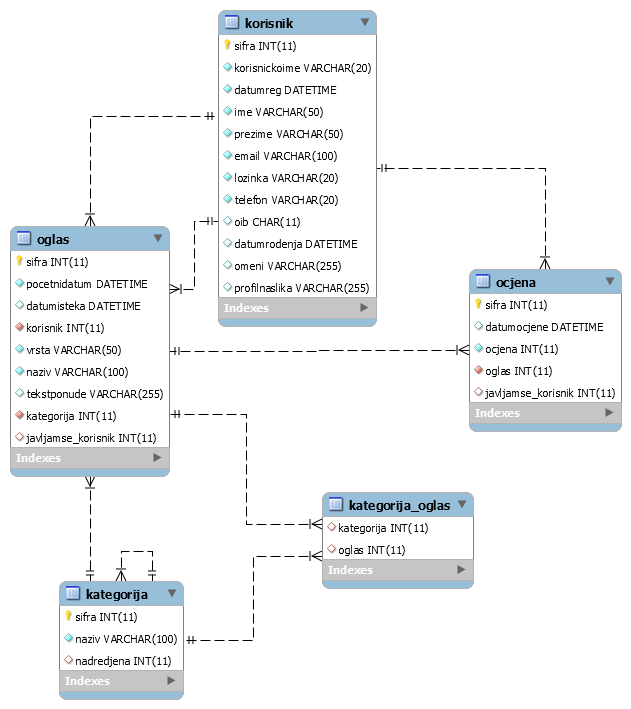 korisnik
sifra INT(11)
korisnickoime VARCHAR(20)
datumreg DATETIME
ime VARCHAR(50)
prezime VARCHAR(50)
email VARCHAR(100)
lozinka VARCHAR(20)
telefon VARCHAR(20)
oib CHAR(11)
datumrodenja DATETIME
omeni VARCHAR(255)
profilnaslika VARCHAR(255)
Indexes
oglas
sifra INT(11)
pocetnidatum DATETIME
datumisteka DATETIME
korisnik INT(11)
vrsta VARCHAR(50)
naziv VARCHAR(100)
tekstponude VARCHAR(255)
kategorija INT(11)
javljamse_korisnik INT(11)
Indexes
ocjena
sifra INT(11)
datumocjene DATETIME
ocjena INT(11)
oglas INT(11)
javljamse_korisnik INT(11)
Indexes
kategorija_oglas
kategorija INT(11)
oglas INT(11)
Indexes
kategorija
sifra INT(11)
naziv VARCHAR(100)
nadredjena INT(11)
Indexes